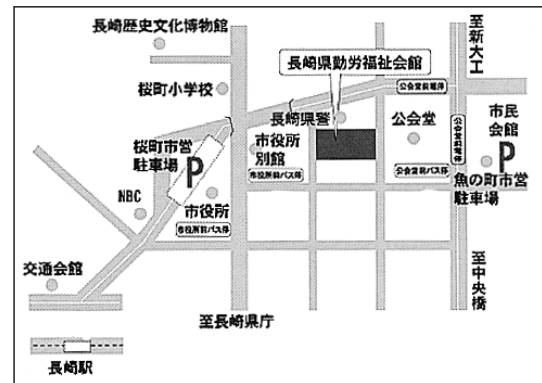 長崎歴史文化博物館
至新大工
長崎県勤労福祉会館
桜町小学校
公会堂前電停
長崎県警
公会堂
市民
会館
公会堂前電停
桜町市営
駐車場
P
市役所
別館
市役所前バス停
公会堂前バス停
P
魚の町市営
駐車場
NBC
市役所
市役所前バス停
交通会館
至長崎県庁
至中央橋
長崎駅